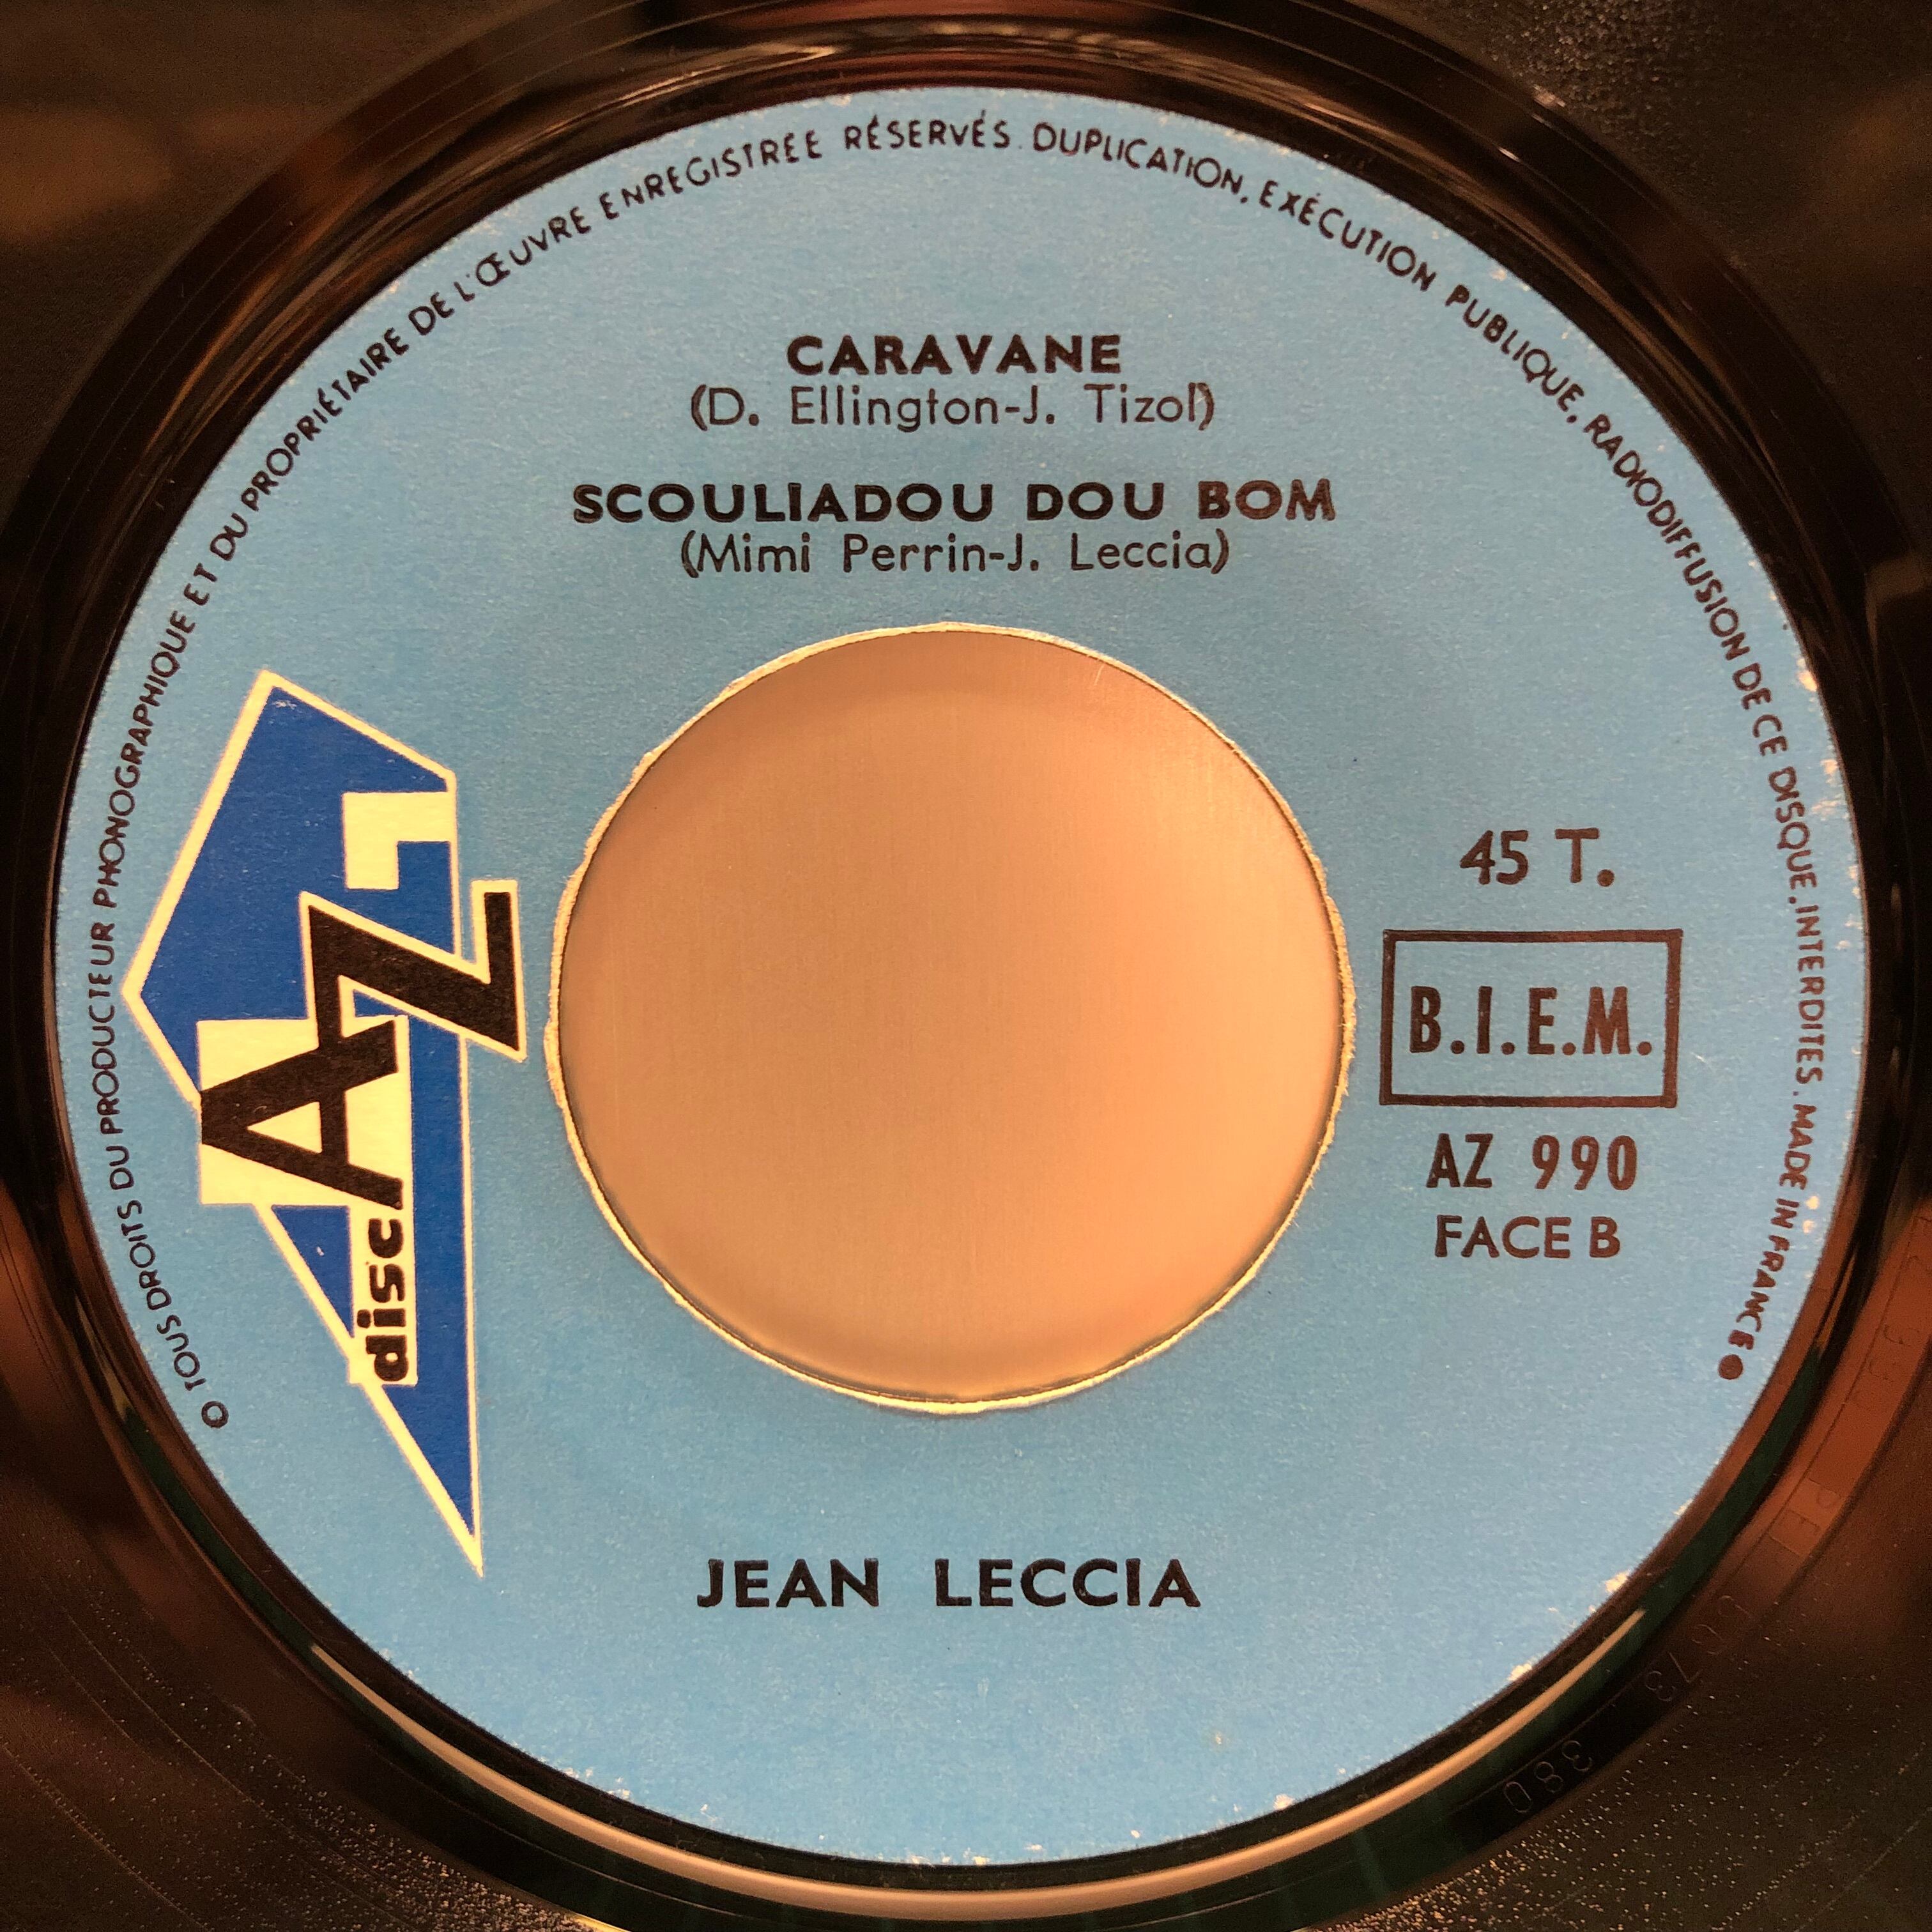 TOUS DROITS DU PRODUCTEUR PHONOGRAPHIQUE ET DU PROPRIÉTAIRE DE L'ŒUVRE ENREGISTRÉE RÉSERVÉS. DUPLICATION, EXÉCUTION PUBLIQUE, RADIODIFFUSION DE CE DISQUE, INTERDITES. MADE IN FRANCE
CARAVANE
(D. Ellington-J. Tizol)
SCOULIADOU DOU BOM
(Mimi Perrin-J. Leccia)
disc AZ
45 T.
B.I.E.M.
AZ 990
FACE B
JEAN LECCIA
380